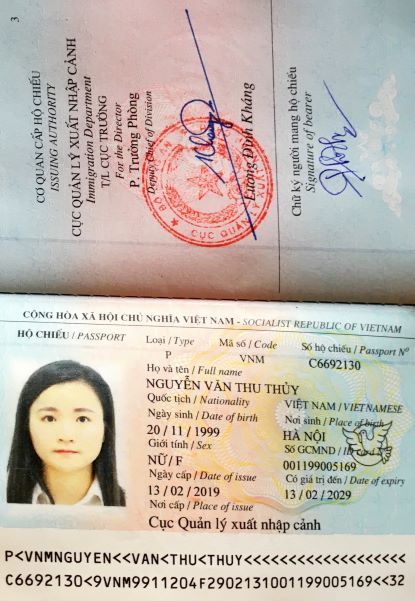 3
CƠ QUAN CẤP HỘ CHIẾU
ISSUING AUTHORITY
CỤC QUẢN LÝ XUẤT NHẬP CẢNH
Immigration Department
T/L CỤC TRƯỞNG
For the Director
P. Trưởng Phòng
Deputy Chief of Division
CỤC QUẢN LÝ XUẤT
Lương Đình Kháng
Chữ ký người mang hộ chiếu
Signature of bearer
CỘNG HÒA XÃ HỘI CHỦ NGHĨA VIỆT NAM - SOCIALIST REPUBLIC OF VIETNAM
HỘ CHIẾU / PASSPORT
Loại / Type Mã số / Code Số hộ chiếu / Passport Nº
P VNM C6692130
Họ và tên / Full name
NGUYỄN VĂN THU THỦY
Quốc tịch / Nationality VIỆT NAM / VIETNAMESE
Ngày sinh / Date of birth Nơi sinh / Place of birth
20 / 11 / 1999 HÀ NỘI
Giới tính / Sex Số GCMND / ID Card
NỮ / F 001199005169
Ngày cấp / Date of issue Có giá trị đến / Date of expiry
13 / 02 / 2019 13 / 02 / 2029
Nơi cấp / Place of issue
Cục Quản lý xuất nhập cảnh
P<VNMNGUYEN<<VAN<THU<THUY<<<<<<<<<<<<<<<<<<<
C6692130<9VNM9911204F2902131001199005169<<32